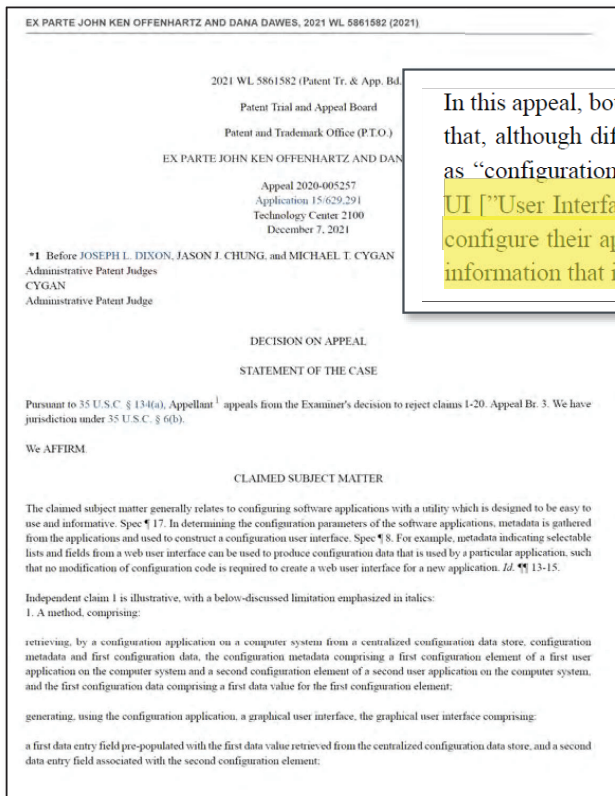 EX PARTE JOHN KEN OFFENHARTZ AND DANA DAWES, 2021 WL 5861582 (2021)
2021 WL 5861582 (Patent Tr. & App. Bd.
Patent Trial and Appeal Board
Patent and Trademark Office (P.T.O.)
EX PARTE JOHN KEN OFFENHARTZ AND DAN
Appeal 2020-005257
Application 15/629,291
Technology Center 2100
December 7, 2021
*1 Before JOSEPH L. DIXON, JASON J. CHUNG, and MICHAEL T. CYGAN
Administrative Patent Judges
CYGAN
Administrative Patent Judge
In this appeal, bo
that, although dif
as “configuration
UI [”User Interfa
configure their ap
information that i
DECISION ON APPEAL
STATEMENT OF THE CASE
Pursuant to 35 U.S.C. § 134(a), Appellant 1 appeals from the Examiner's decision to reject claims 1-20. Appeal Br. 3. We have
jurisdiction under 35 U.S.C. § 6(b).
We AFFIRM
CLAIMED SUBJECT MATTER
The claimed subject matter generally relates to configuring software applications with a utility which is designed to be easy to
use and informative. Spec ¶ 17. In determining the configuration parameters of the software applications, metadata is gathered
from the applications and used to construct a configuration user interface. Spec ¶ 8. For example, metadata indicating selectable
lists and fields from a web user interface can be used to produce configuration data that is used by a particular application, such
that no modification of configuration code is required to create a web user interface for a new application. Id. ¶¶ 13-15.
Independent claim 1 is illustrative, with a below-discussed limitation emphasized in italics:
1. A method, comprising:
retrieving, by a configuration application on a computer system from a centralized configuration data store, configuration
metadata and first configuration data, the configuration metadata comprising a first configuration element of a first user
application on the computer system and a second configuration element of a second user application on the computer system,
and the first configuration data comprising a first data value for the first configuration element;
generating, using the configuration application, a graphical user interface, the graphical user interface comprising:
a first data entry field pre-populated with the first data value retrieved from the centralized configuration data store, and a second
data entry field associated with the second configuration element;